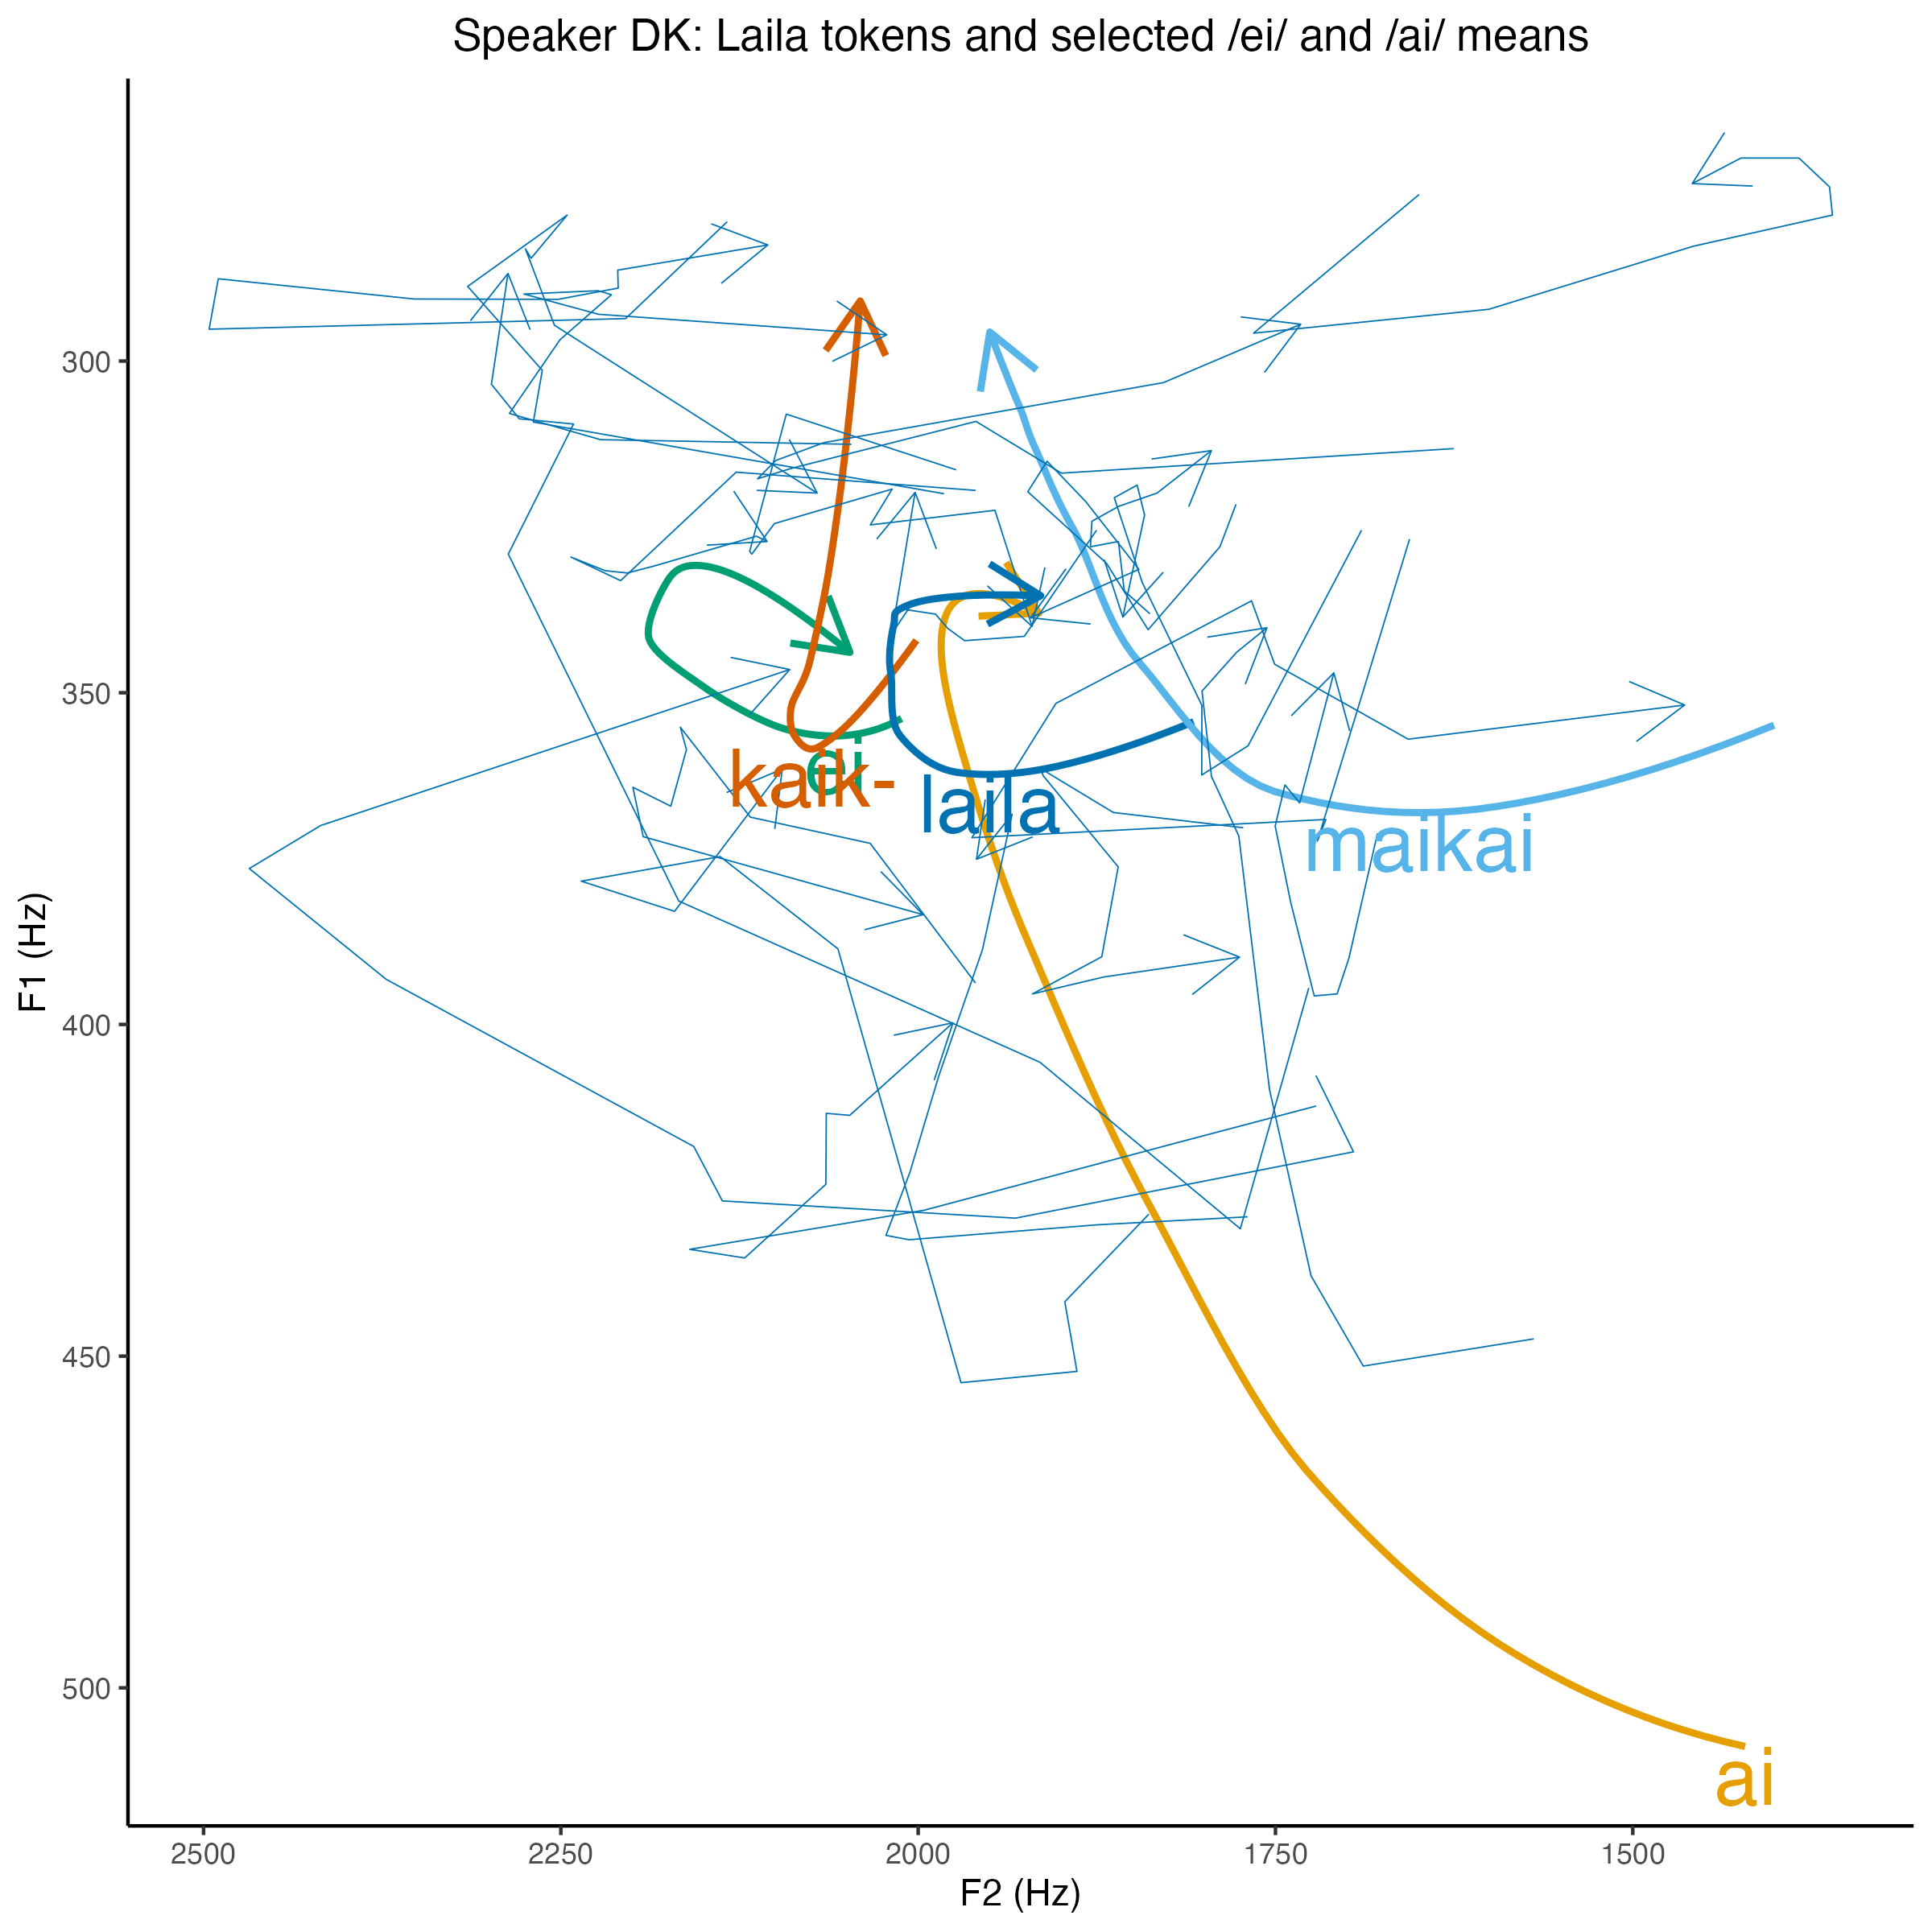 Speaker DK: Laila tokens and selected /ei/ and /ai/ means
F1 (Hz)
300
350
400
450
500
kaik-
ei
laila
maikai
ai
2500
2250
2000
1750
1500
F2 (Hz)